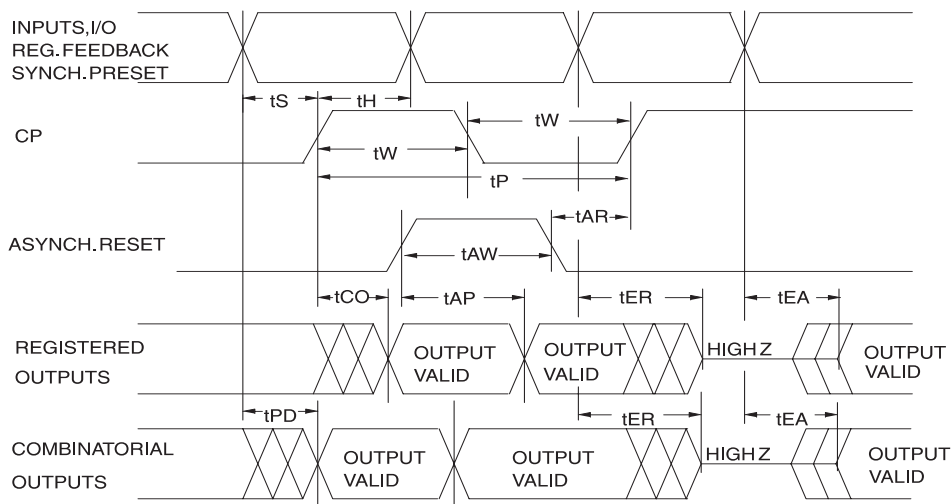 INPUTS,I/O
REG.FEEDBACK
SYNCH.PRESET
tS
tH
CP
tW
tW
tP
tAR
ASYNCH.RESET
tAW
tCO
tAP
tER
tEA
REGISTERED
OUTPUTS
OUTPUT
VALID
OUTPUT
VALID
HIGH Z
OUTPUT
VALID
tPD
tER
tEA
COMBINATORIAL
OUTPUTS
OUTPUT
VALID
OUTPUT
VALID
HIGH Z
OUTPUT
VALID